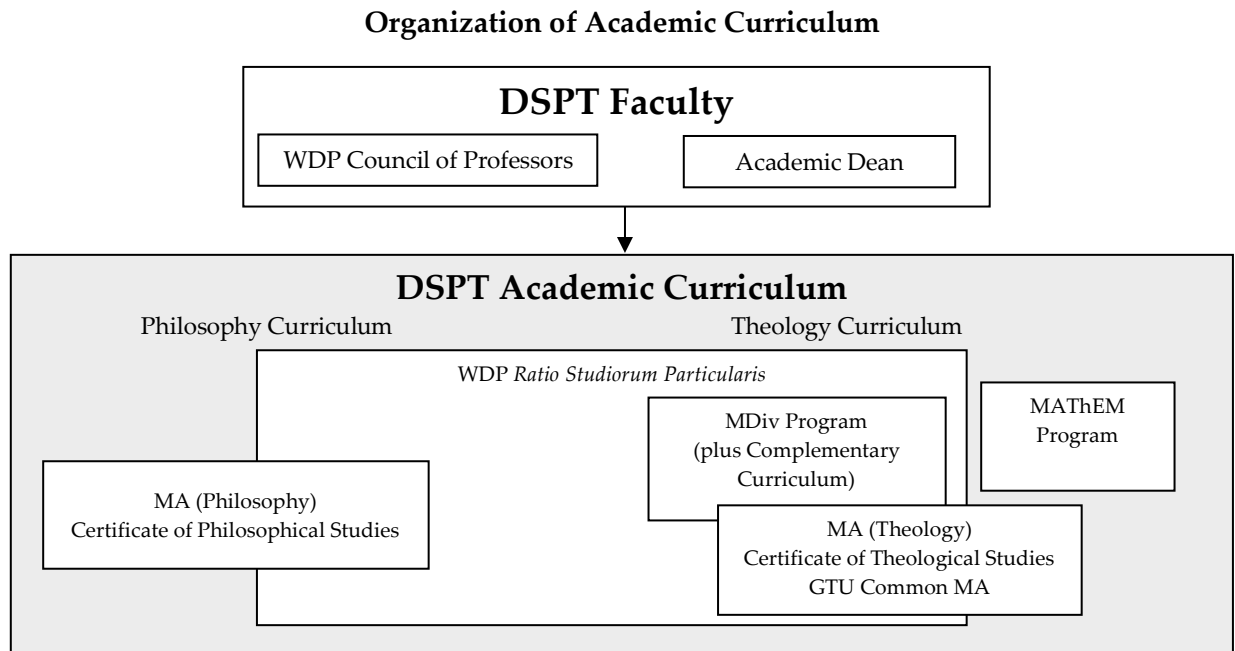 Organization of Academic Curriculum
DSPT Faculty
WDP Council of Professors
Academic Dean
DSPT Academic Curriculum
Philosophy Curriculum
Theology Curriculum
WDP Ratio Studiorum Particularis
MDiv Program
(plus Complementary
Curriculum)
MAThEM
Program
MA (Philosophy)
Certificate of Philosophical Studies
MA (Theology)
Certificate of Theological Studies
GTU Common MA